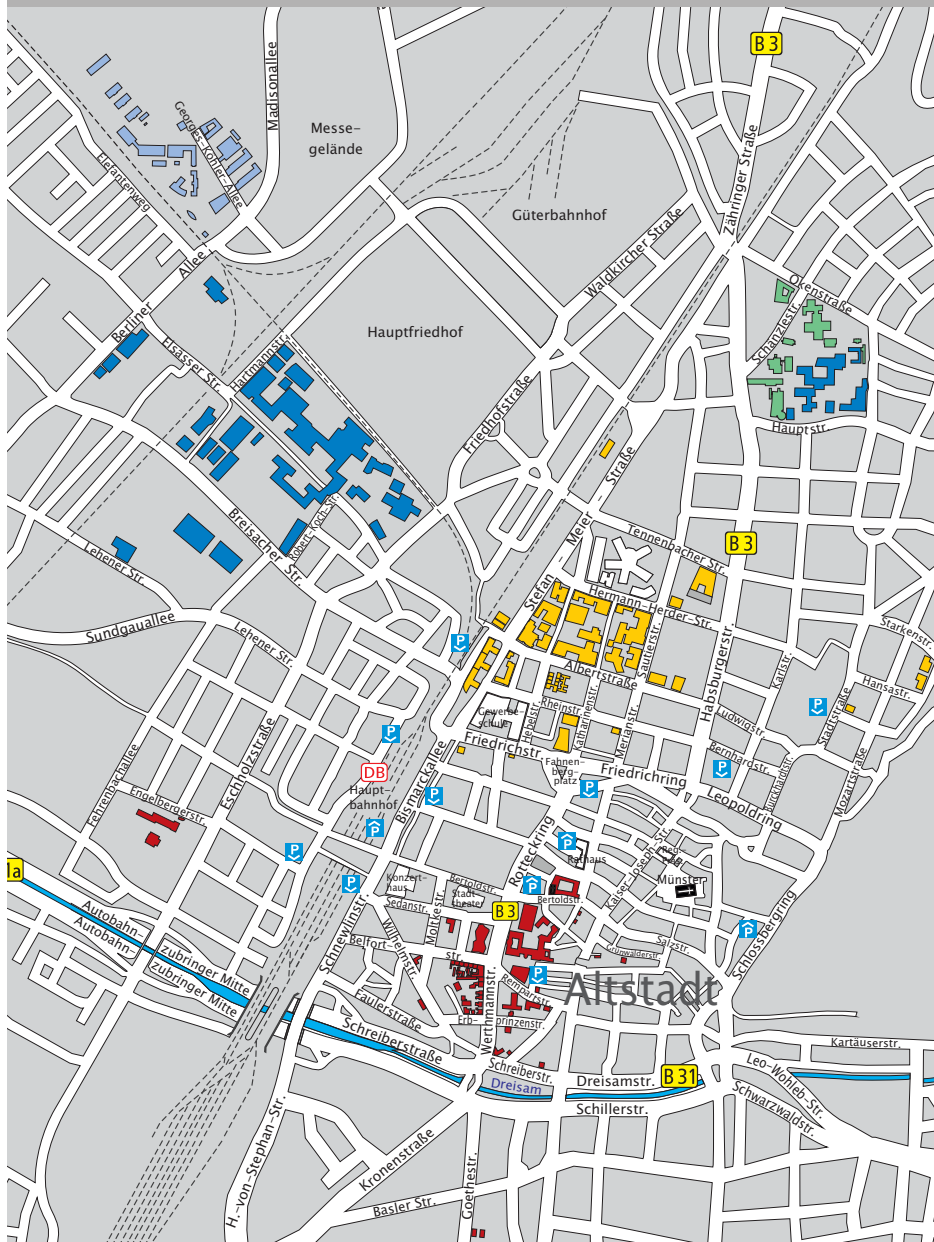 B 3
Madisonallee
Georges-Köhler-Allee
Messe-
gelände
Elefantenweg
Zähringer Straße
Güterbahnhof
Waldkircher Straße
Berliner Allee
Okenstraße
Schänzlestr.
Hauptfriedhof
Elsässer Str.
Hartmannstr.
Friedhofstraße
Hauptstr.
Stefan - Meier - Straße
Breisacher Str.
Robert-Koch-Str.
Tennenbacher Str.
B 3
Lehener Str.
Hermann-Herder-Str.
Sundgauallee
Lehener Str.
Sautierstr.
Habsburgerstr.
Starkenstr.
P
Albertstraße
Karlstr.
Hansastr.
Rheinstr.
Gewerbe-
schule
Hebelstr.
Katharinenstr.
Merianstr.
Ludwigstr.
P
Stadtstraße
Eschholzstraße
P
Friedrichstr.
Bernhardstr.
Fahnen-
berg-
platz
Friedrichring
P
Mozartstraße
DB
Haupt-
bahnhof
Bismarckallee
P
P
Leopoldring
Fehrenbachallee
Engelbergerstr.
P
P
Rotteckring
P
Rathaus
Kaiser-Joseph-Str.
Münster
P
Konzert-
haus
Bertoldstr.
Stadt-
theater
P
Bertoldstr.
Sedanstr.
B 3
Moltkestr.
Schnewlinstr.
Wilhelmstr.
Salzstr.
P
Schlossbergring
Autobahn-
zubringer Mitte
Autobahn-
zubringer Mitte
Belfort-
str.
P
Altstadt
Rempartstr.
Faulerstraße
Erb-
prinzenstr.
Werthmannstr.
Schreiberstraße
Schreiberstr.
Kartäuserstr.
Dreisam
Dreisamstr.
B 31
Leo-Wohleb-Str.
Schillerstr.
Schwarzwaldstr.
H.-von-Stephan-Str.
Kronenstraße
Basler Str.
Goethestr.